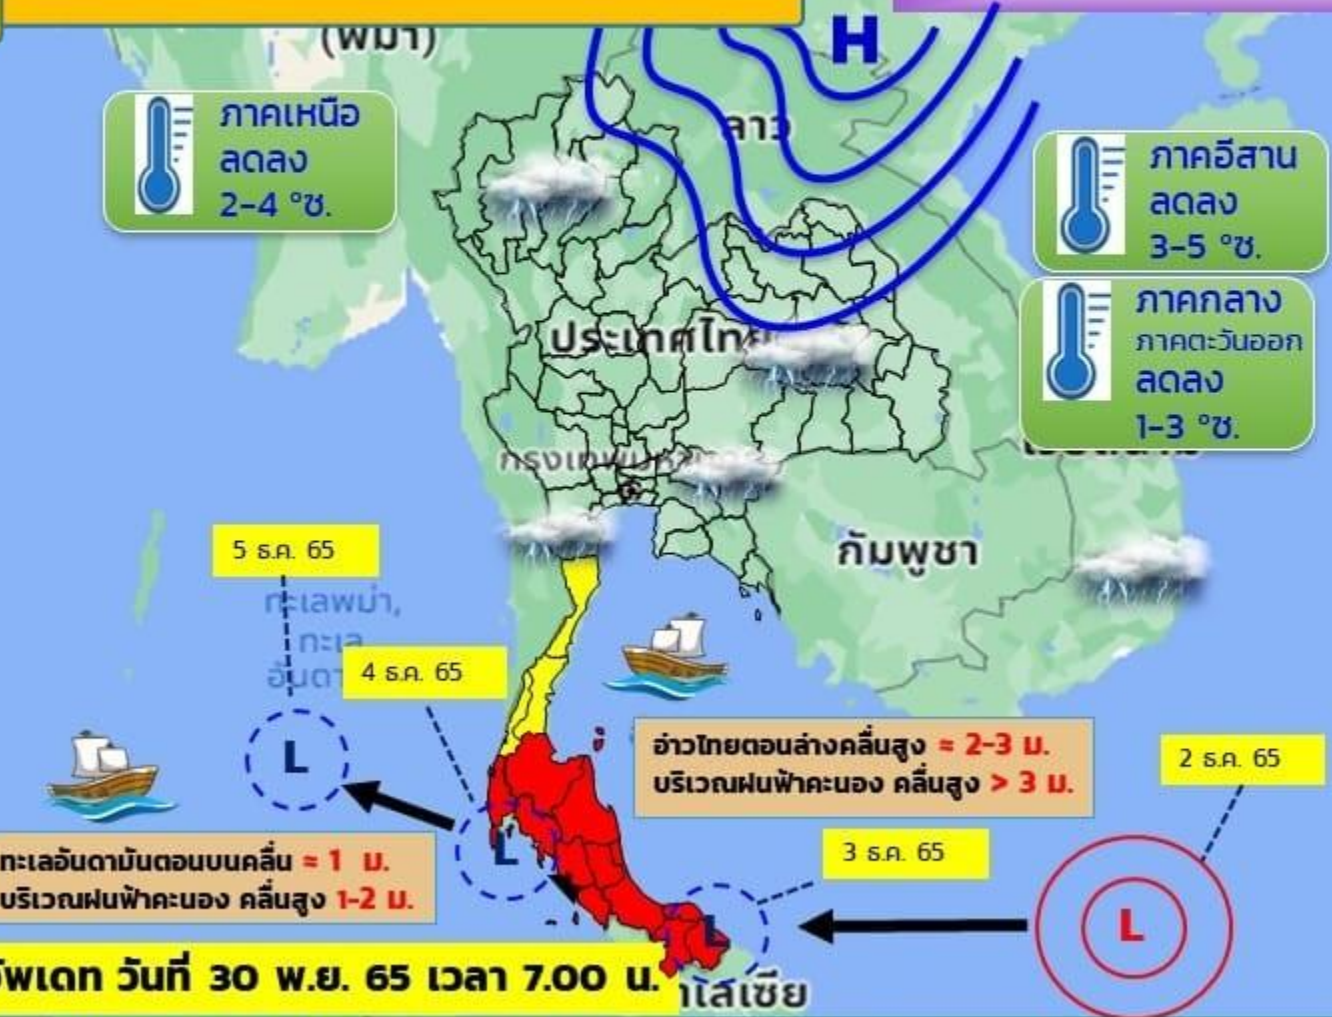 (พม่า)
H
ภาคเหนือ
ลดลง
2-4 °ซ.
ลาว
ภาคอีสาน
ลดลง
3-5 °ซ.
ภาคกลาง
ภาคตะวันออก
ลดลง
1-3 °ซ.
ประเทศไทย
กัมพูชา
5 ธ.ค. 65
ทะเลพม่า,
ทะเล
4 ธ.ค. 65
L
อ่าวไทยตอนล่างคลื่นสูง ≈ 2-3 ม.
บริเวณฝนฟ้าคะนอง คลื่นสูง > 3 ม.
2 ธ.ค. 65
L
3 ธ.ค. 65
ทะเลอันดามันตอนบนคลื่น ≈ 1 ม.
บริเวณฝนฟ้าคะนอง คลื่นสูง 1-2 ม.
L
L
วันที่ 30 พ.ย. 65 เวลา 7.00 น.